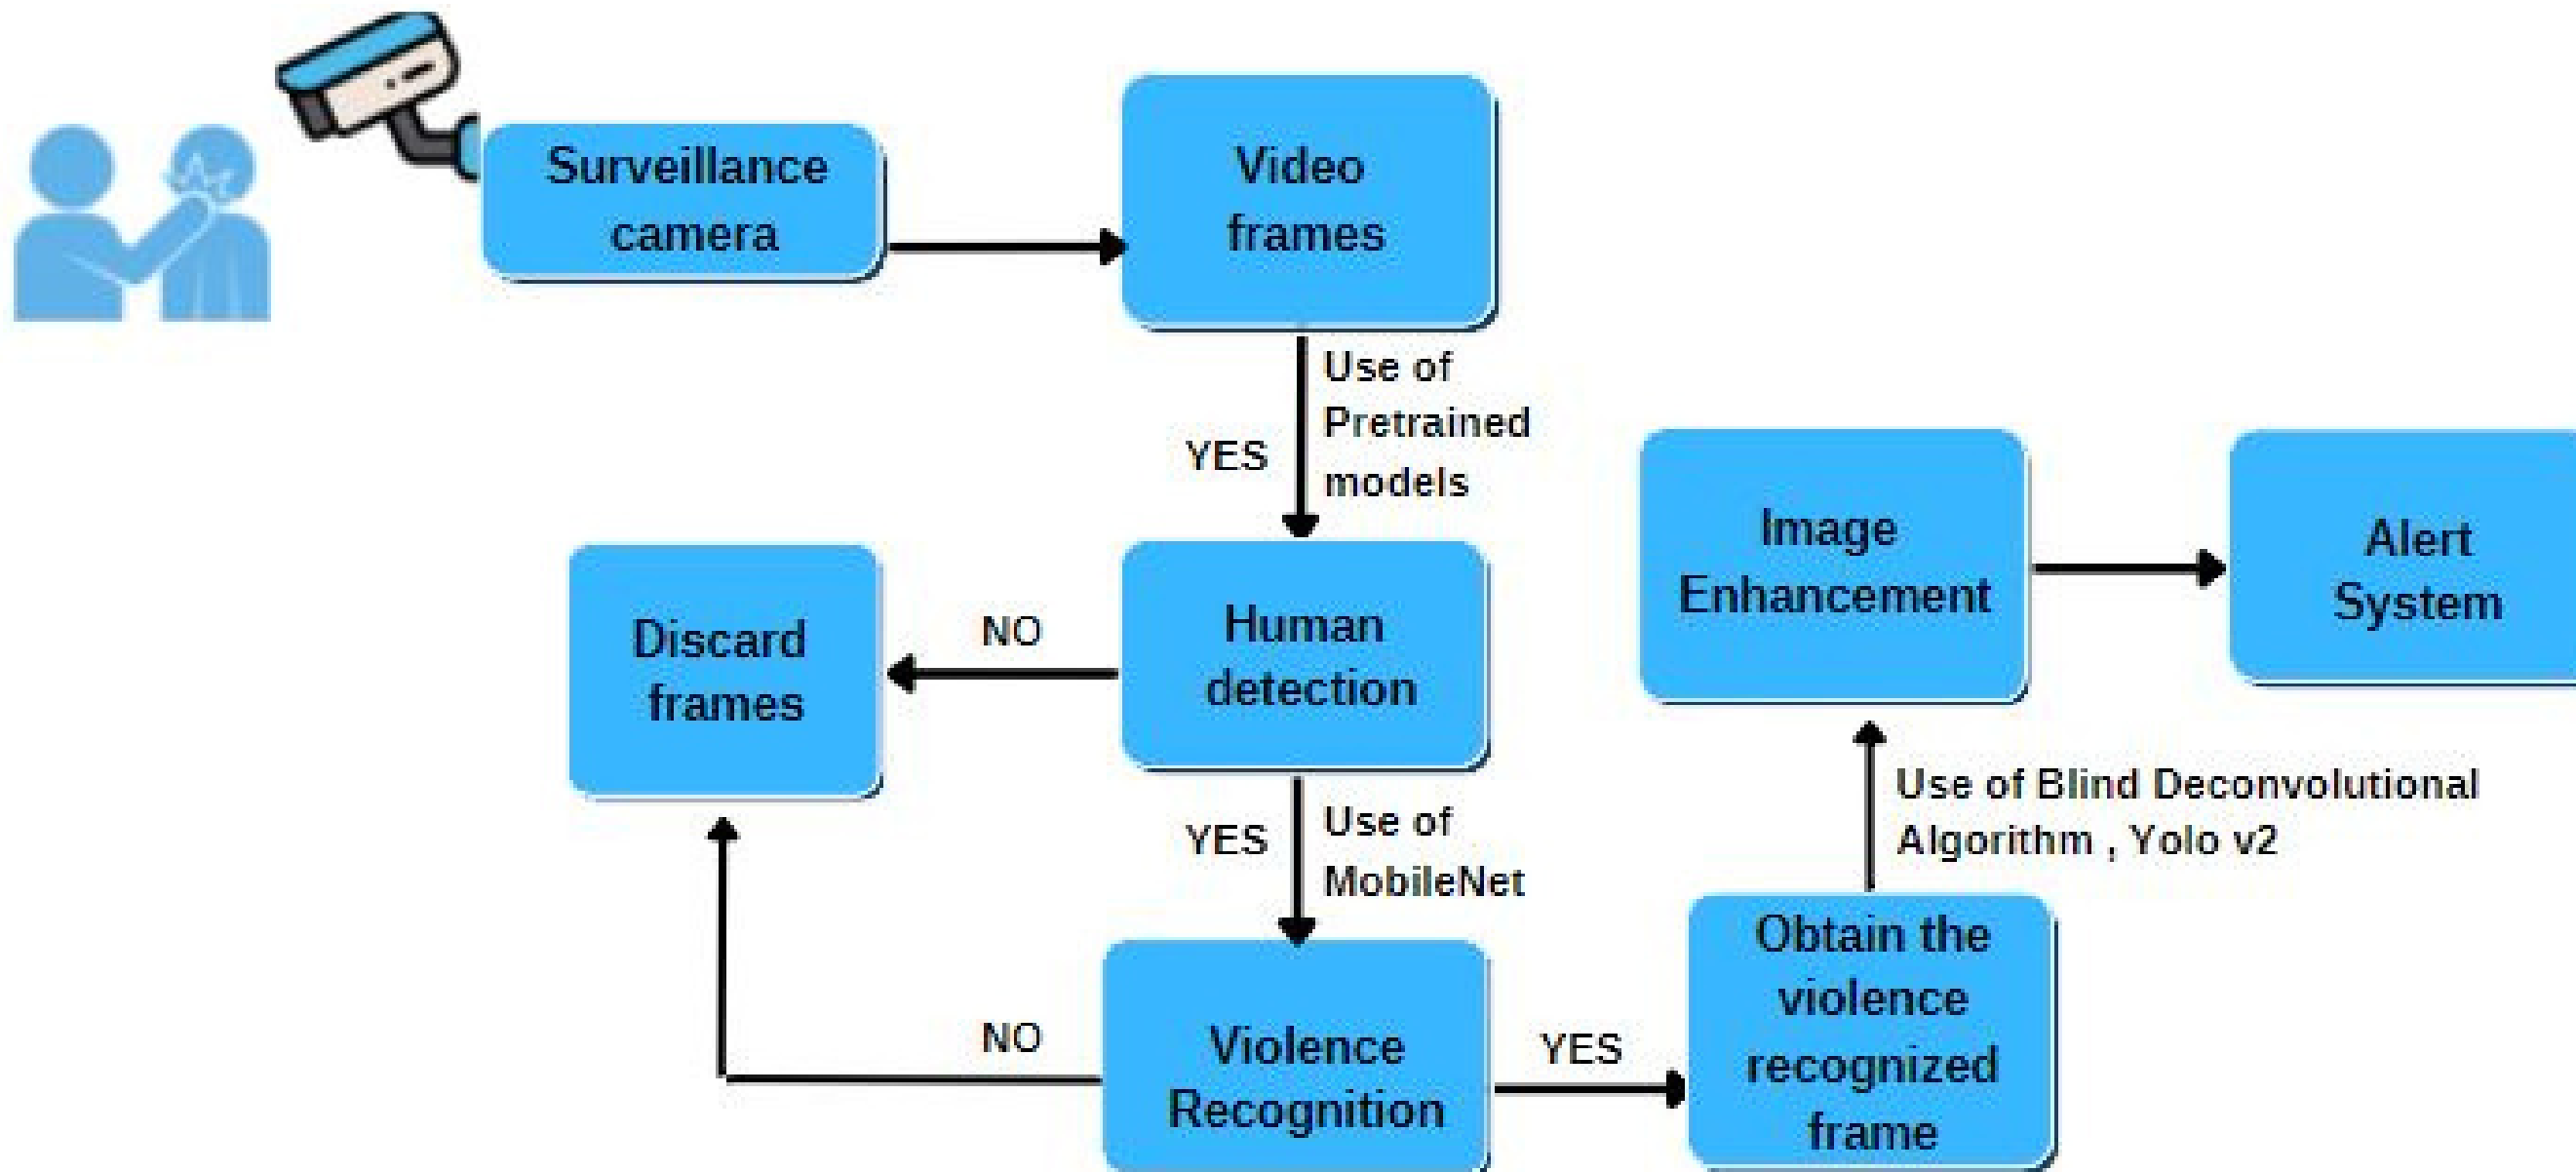 Surveillance
camera
Video
frames
YES
Use of
Pretrained
models
Discard
frames
NO
Human
detection
Image
Enhancement
Alert
System
YES
Use of
MobileNet
Use of Blind Deconvolutional
Algorithm , Yolo v2
NO
Violence
Recognition
YES
Obtain the
violence
recognized
frame